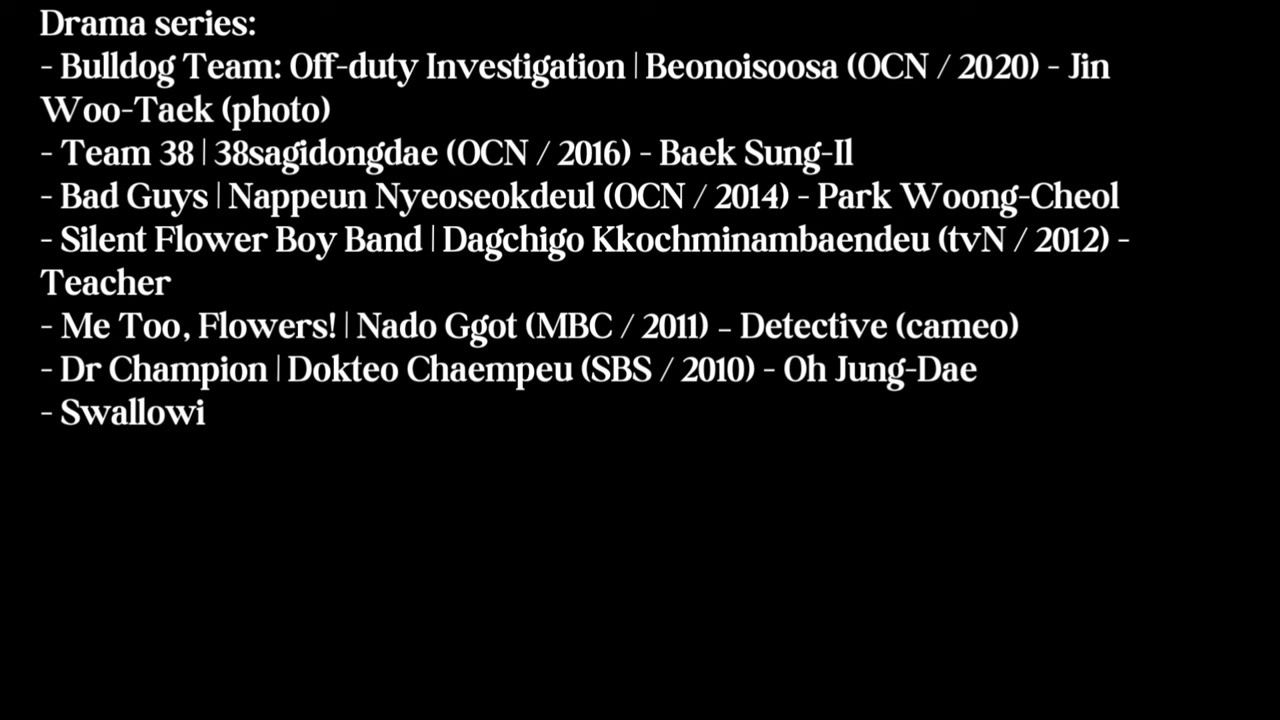 Drama series:
- Bulldog Team: Off-duty Investigation | Beonoisoosa (OCN / 2020) - Jin
Woo-Taek (photo)
- Team 38 | 38sagidongdae (OCN / 2016) - Baek Sung-Il
- Bad Guys | Nappeun Nyeoseokdeul (OCN / 2014) - Park Woong-Cheol
- Silent Flower Boy Band | Dagchigo Kkochminambaendeu (tvN / 2012) -
Teacher
- Me Too, Flowers! | Nado Ggot (MBC / 2011) – Detective (cameo)
- Dr Champion | Dokteo Chaempeu (SBS / 2010) - Oh Jung-Dae
- Swallowi